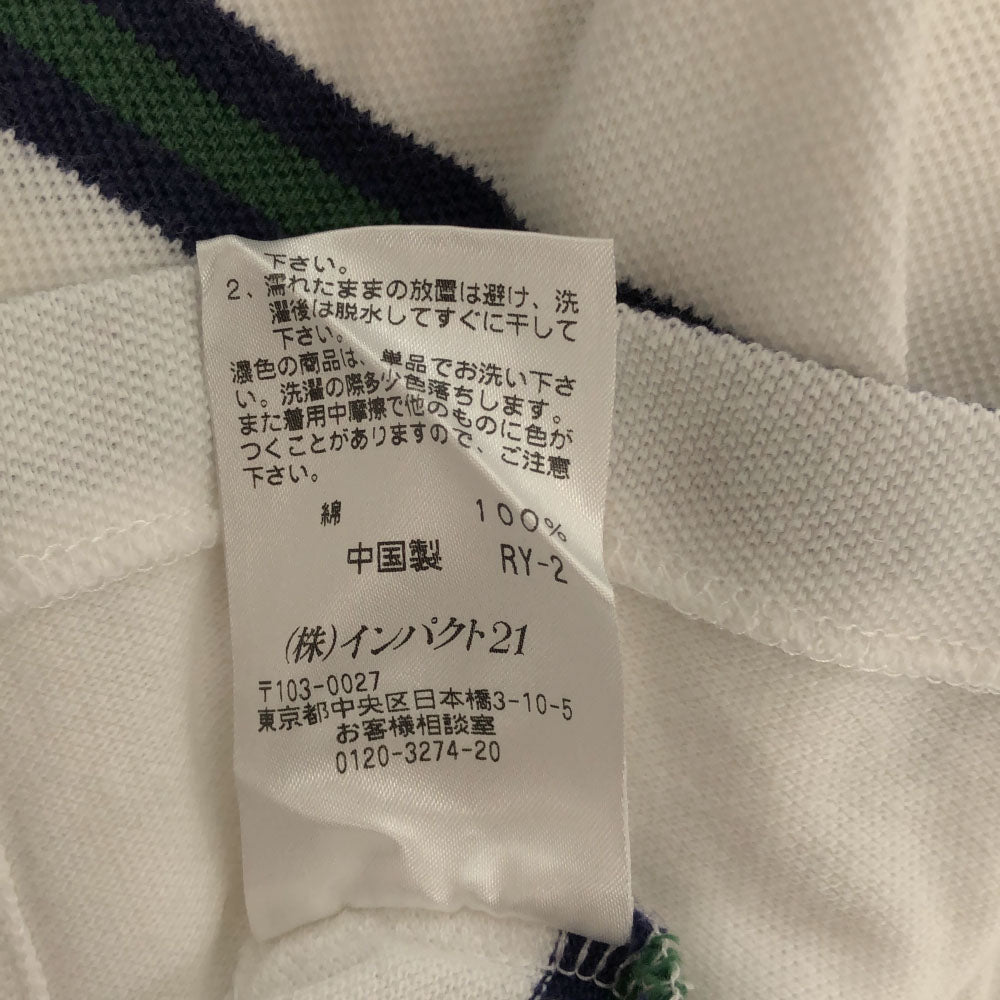 下さい。
2、濡れたままの放置は避け、洗
濯後は脱水してすぐに干して
下さい。
濃色の商品は、単品でお洗い下さ
い。洗濯の際多少色落ちします。
また着用中摩擦で他のものに色が
つくことがありますので、ご注意
下さい。
綿 100%
中国製 RY-2
(株)インパクト21
〒103-0027
東京都中央区日本橋3-10-5
お客様相談室
0120-3274-20